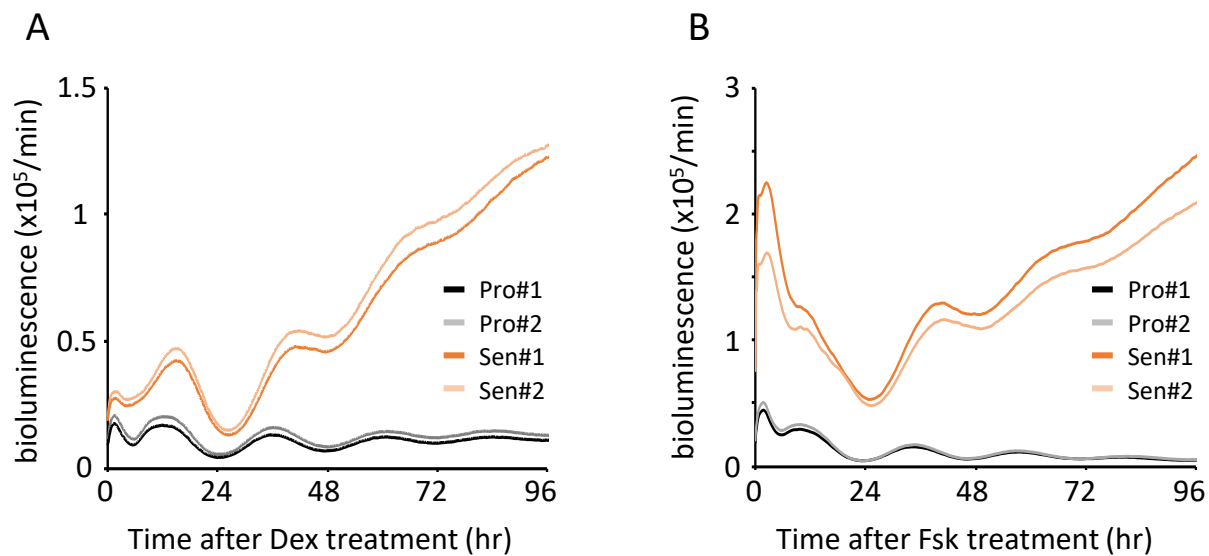 A
bioluminescence (x10⁵/min)
1.5
1
0.5
0
0 24 48 72 96
Time after Dex treatment (hr)
Pro#1
Pro#2
Sen#1
Sen#2
B
bioluminescence (x10⁵/min)
3
2
1
0
0 24 48 72 96
Time after Fsk treatment (hr)
Pro#1
Pro#2
Sen#1
Sen#2